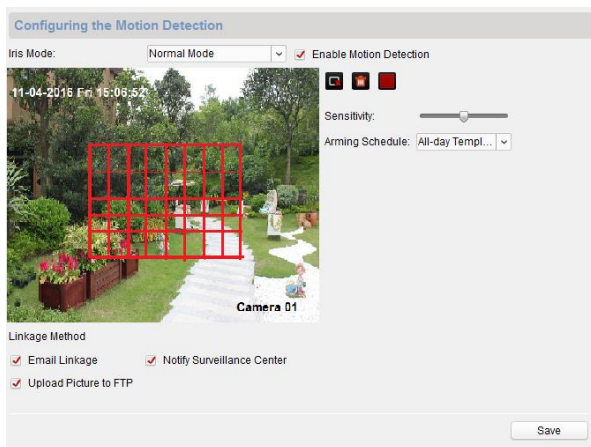 Configuring the Motion Detection
Iris Mode: Normal Mode Enable Motion Detection
11-04-2016 Fri 15:06:52
Sensitivity:
Arming Schedule: All-day Templ...
Camera 01
Linkage Method
Email Linkage Notify Surveillance Center
Upload Picture to FTP
Save